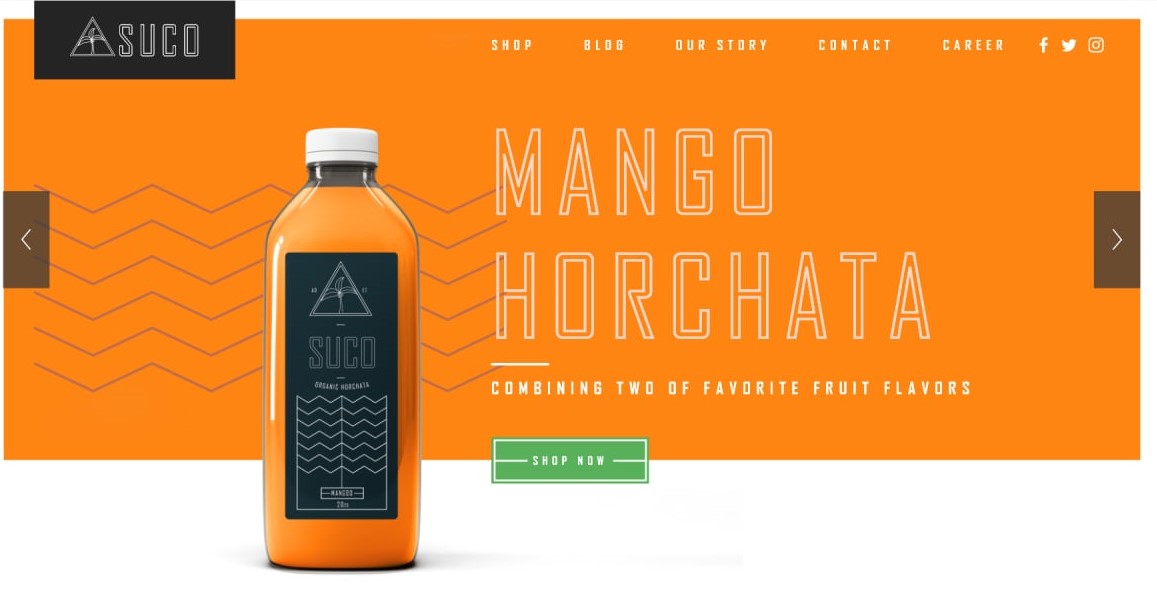 SUCO
SHOP BLOG OUR STORY CONTACT CAREER
MANGO
HORCHATA
COMBINING TWO OF FAVORITE FRUIT FLAVORS
SHOP NOW
SUCO
ORGANIC HORCHATA